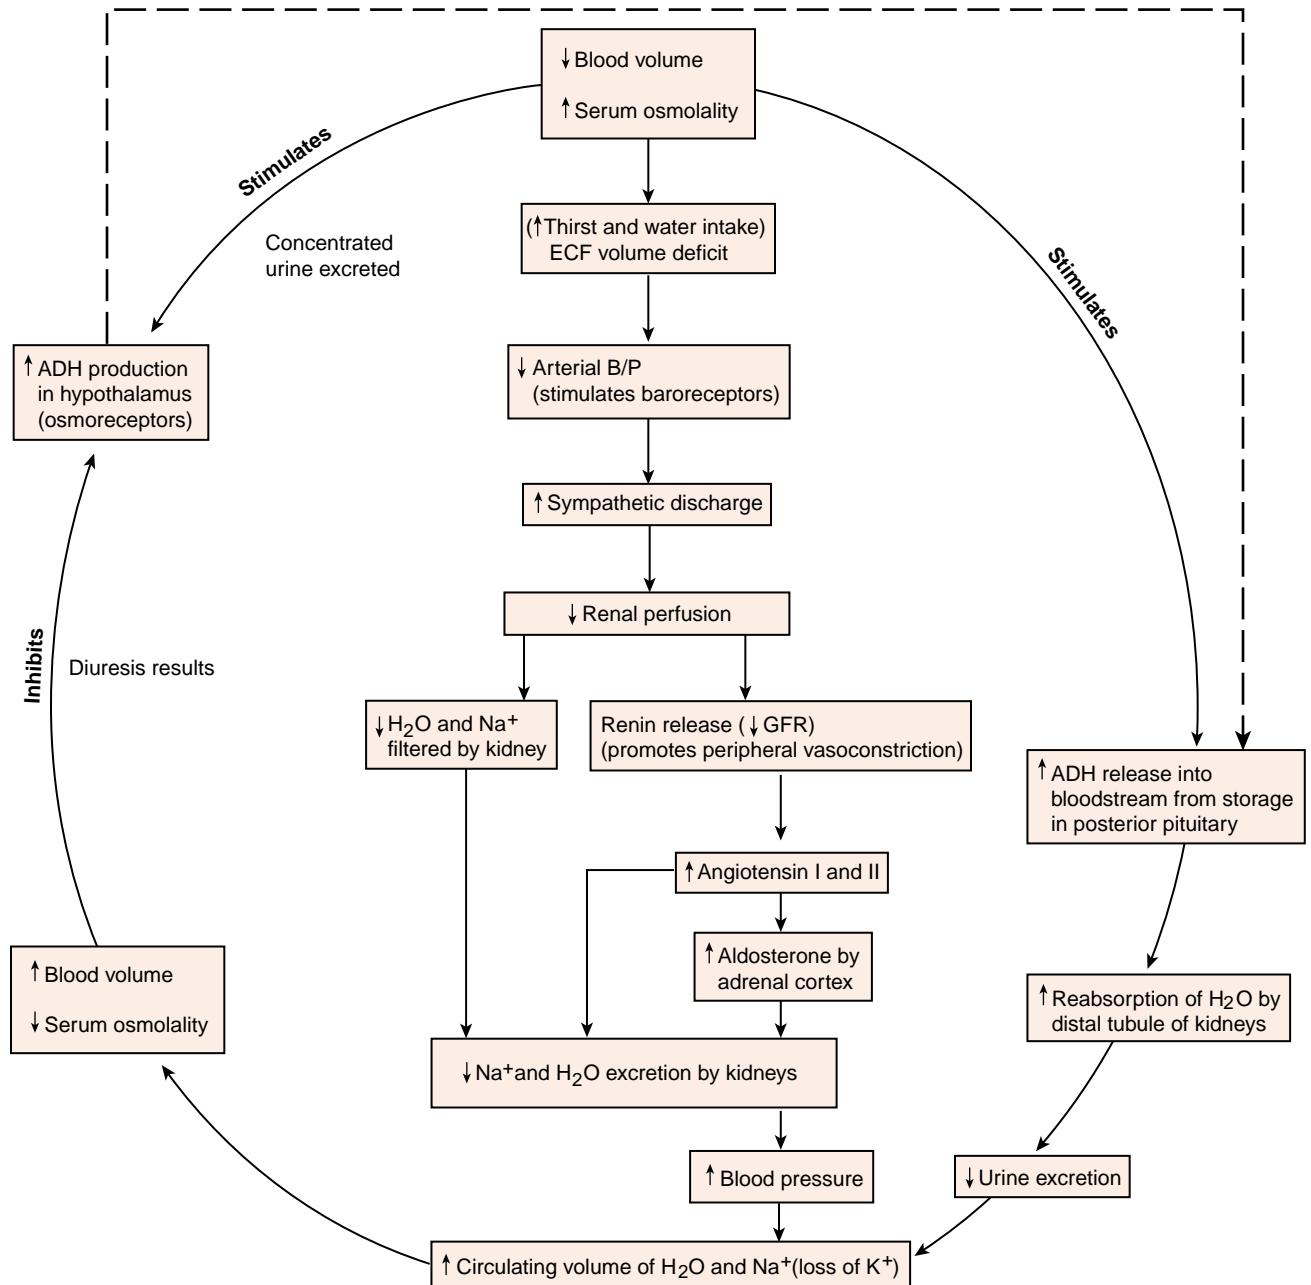 ↓ Blood volume
↑ Serum osmolality
Stimulates
Concentrated
urine excreted
(↑Thirst and water intake)
ECF volume deficit
Stimulates
↑ ADH production
in hypothalamus
(osmoreceptors)
↓ Arterial B/P
(stimulates baroreceptors)
↑ Sympathetic discharge
↓ Renal perfusion
Inhibits
Diuresis results
↓ H₂O and Na⁺
filtered by kidney
Renin release (↓ GFR)
(promotes peripheral vasoconstriction)
↑ ADH release into
bloodstream from storage
in posterior pituitary
↑ Angiotensin I and II
↑ Aldosterone by
adrenal cortex
↑ Blood volume
↓ Serum osmolality
↑ Reabsorption of H₂O by
distal tubule of kidneys
↓ Na⁺and H₂O excretion by kidneys
↑ Blood pressure
↓ Urine excretion
↑ Circulating volume of H₂O and Na⁺(loss of K⁺)